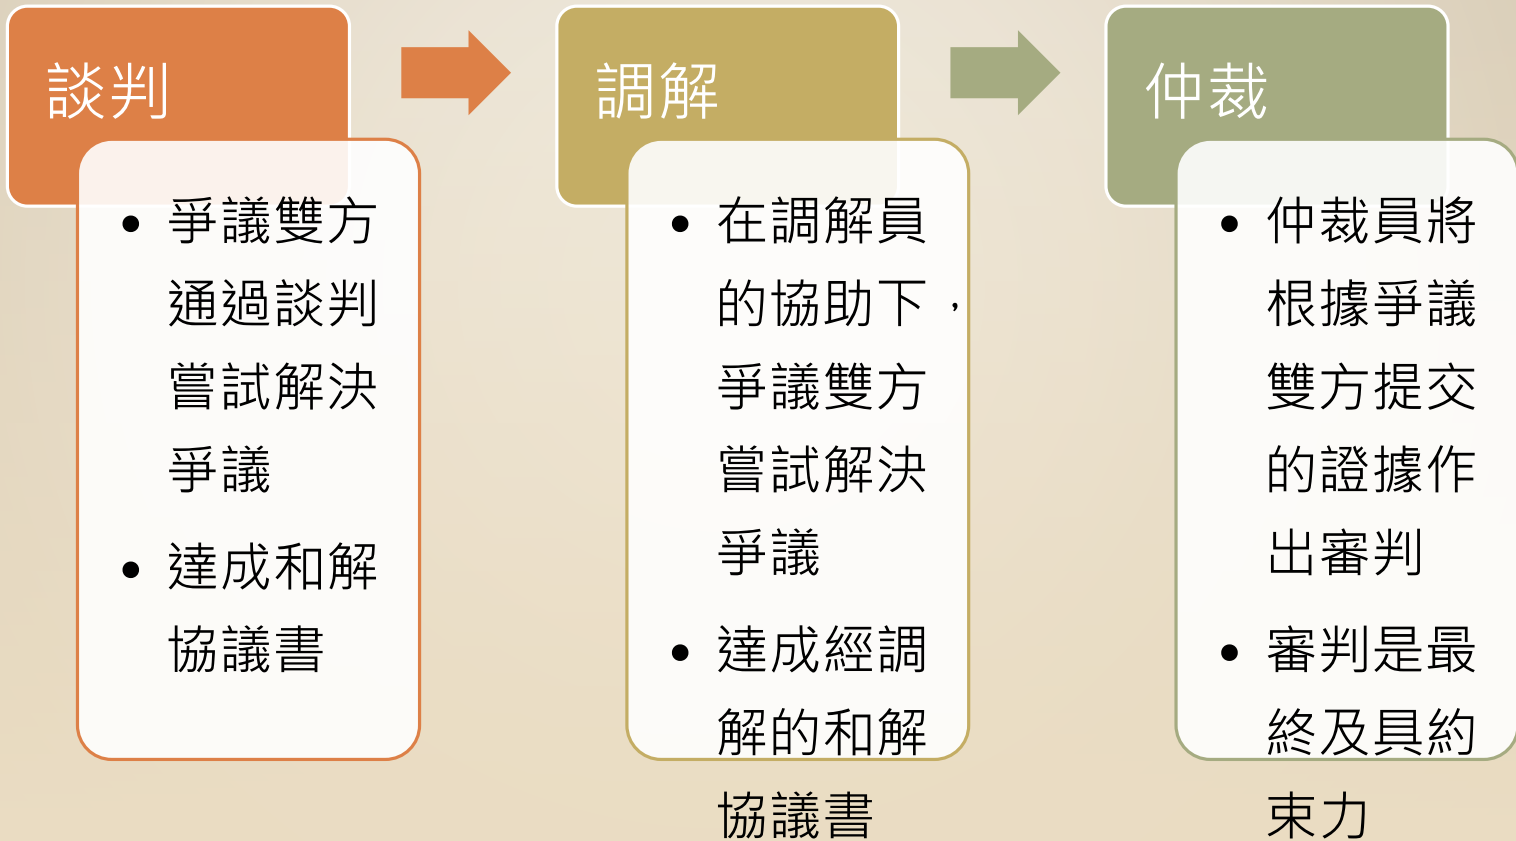 談判
• 爭議雙方
通過談判
嘗試解決
爭議
• 達成和解
協議書
調解
• 在調解員
的協助下，
爭議雙方
嘗試解決
爭議
• 達成經調
解的和解
協議書
仲裁
• 仲裁員將
根據爭議
雙方提交
的證據作
出審判
• 審判是最
終及具約
束力